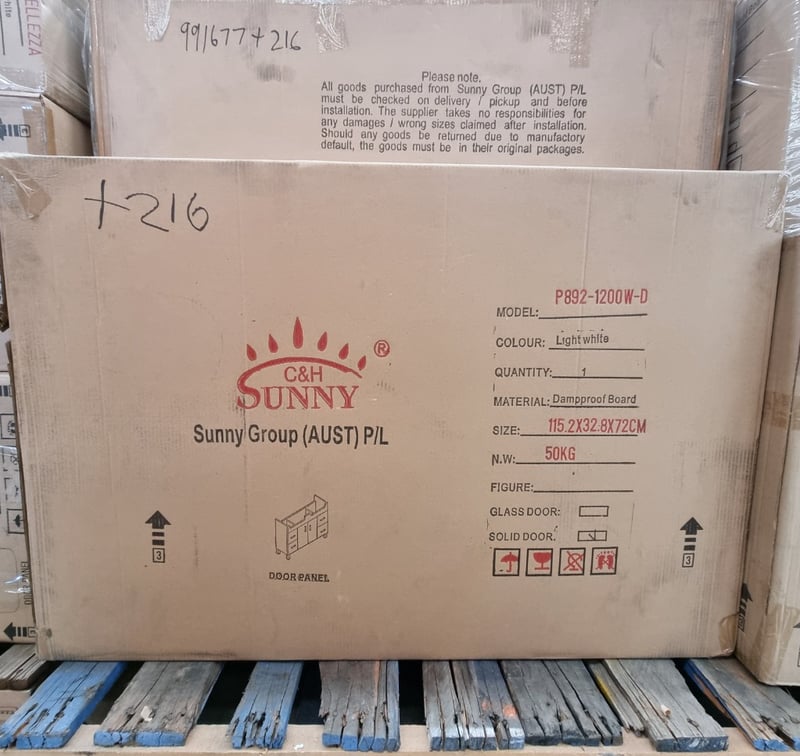 ELLEZZA
991677+216
Please note.
All goods purchased from Sunny Group (AUST) P/L
must be checked on delivery / pickup and before
installation. The supplier takes no responsibilities for
any damages / wrong sizes claimed after installation.
Should any goods be returned due to manufactory
default, the goods must be in their original packages.
+216
C&H
SUNNY
®
Sunny Group (AUST) P/L
DOOR PANEL
3
MODEL: P892-1200W-D
COLOUR: Light white
QUANTITY: 1
MATERIAL: Dampproof Board
SIZE: 115.2X32.8X72CM
N.W: 50KG
FIGURE:
GLASS DOOR:
SOLID DOOR.
3